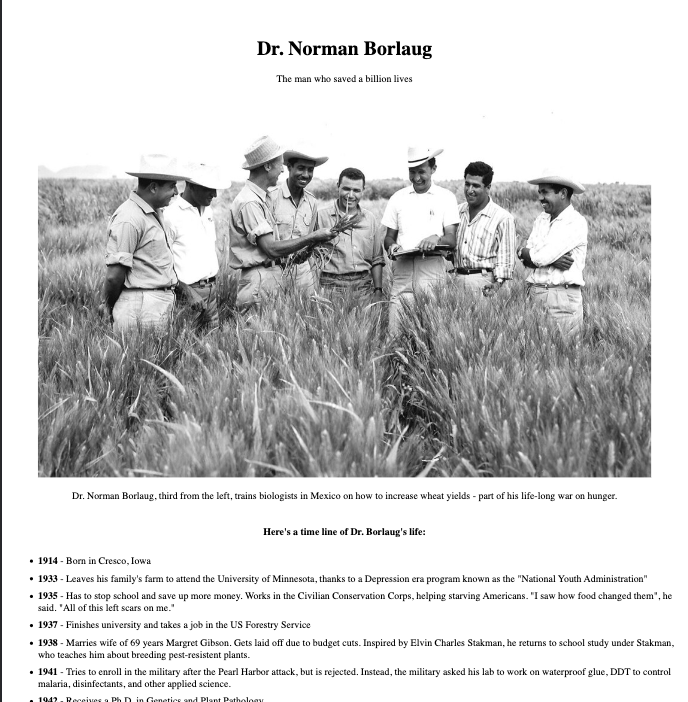 Dr. Norman Borlaug
The man who saved a billion lives
Dr. Norman Borlaug, third from the left, trains biologists in Mexico on how to increase wheat yields - part of his life-long war on hunger.
Here's a time line of Dr. Borlaug's life:
• 1914 - Born in Cresco, Iowa
• 1933 - Leaves his family's farm to attend the University of Minnesota, thanks to a Depression era program known as the "National Youth Administration"
• 1935 - Has to stop school and save up more money. Works in the Civilian Conservation Corps, helping starving Americans. "I saw how food changed them", he
said. "All of this left scars on me."
• 1937 - Finishes university and takes a job in the US Forestry Service
• 1938 - Marries wife of 69 years Margret Gibson. Gets laid off due to budget cuts. Inspired by Elvin Charles Stakman, he returns to school study under Stakman,
who teaches him about breeding pest-resistent plants.
• 1941 - Tries to enroll in the military after the Pearl Harbor attack, but is rejected. Instead, the military asked his lab to work on waterproof glue, DDT to control
malaria, disinfectants, and other applied science.
• 1942 - Receives a Ph.D. in Genetics and Plant Pathology